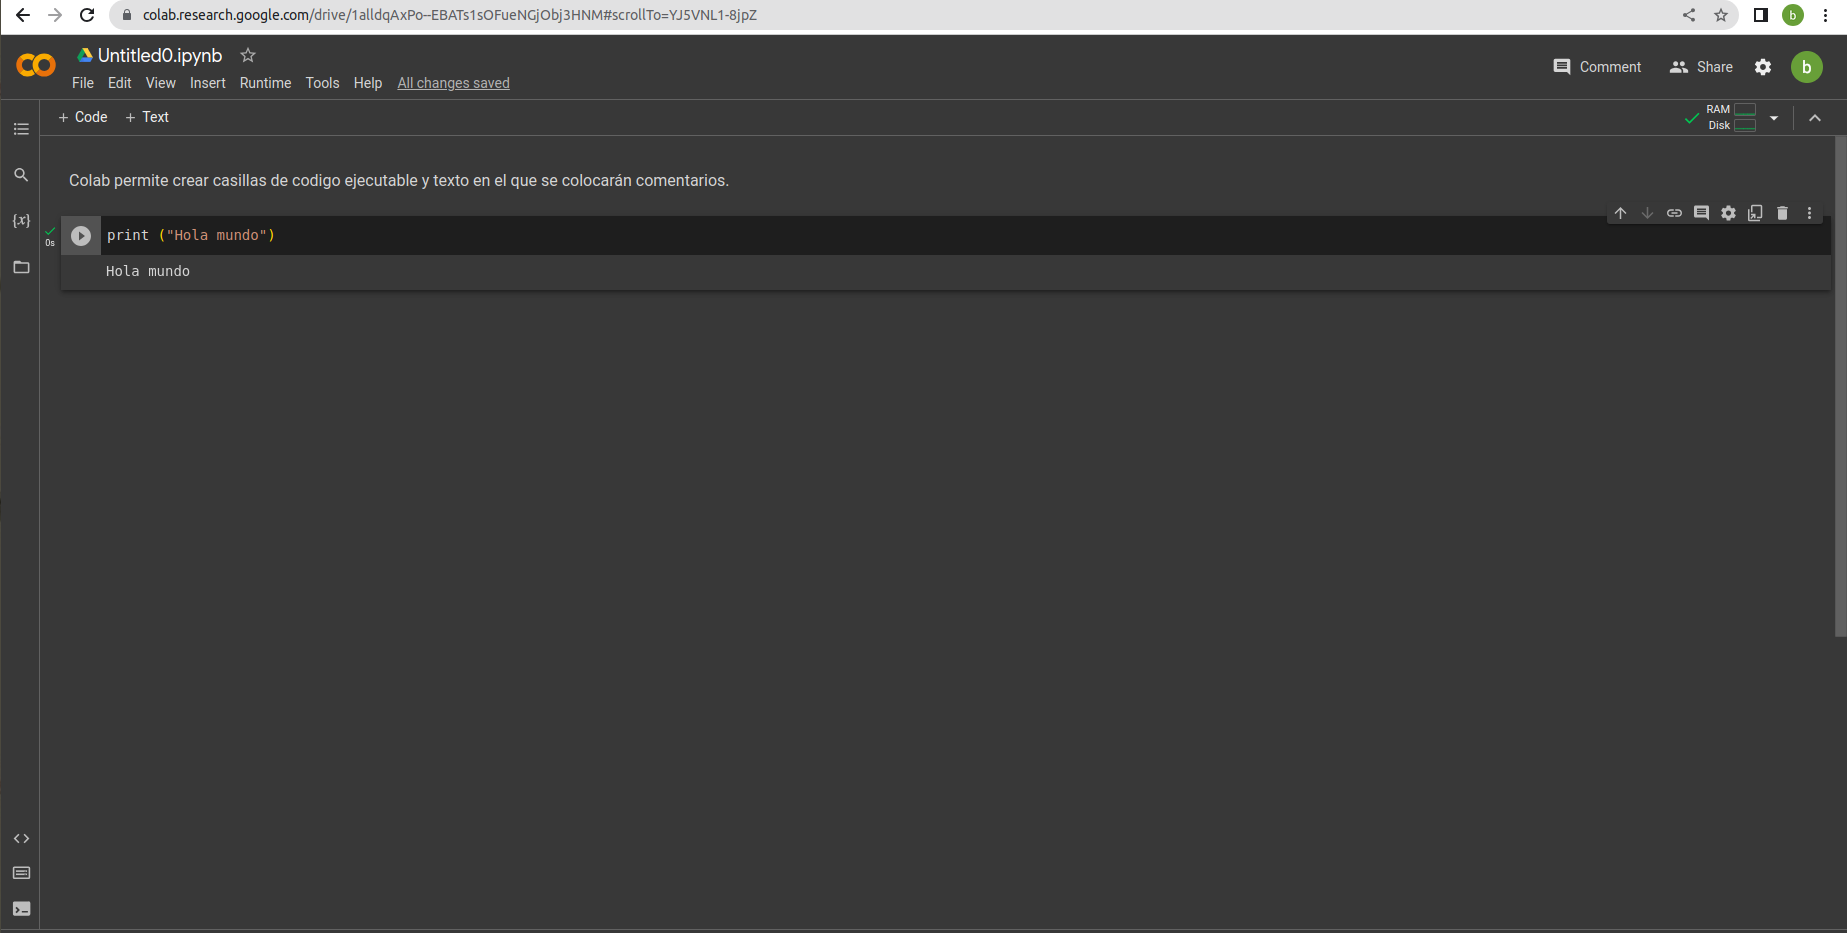 colab.research.google.com/drive/1alldqAxPo--EBATs1sOFueNGjObj3HNM#scrollTo=YJ5VNL1-8jpZ
b
Untitled0.ipynb
File Edit View Insert Runtime Tools Help All changes saved
Comment Share b
+ Code + Text
RAM
Disk
Colab permite crear casillas de codigo ejecutable y texto en el que se colocarán comentarios.
{x}
0s
print ("Hola mundo")
Hola mundo